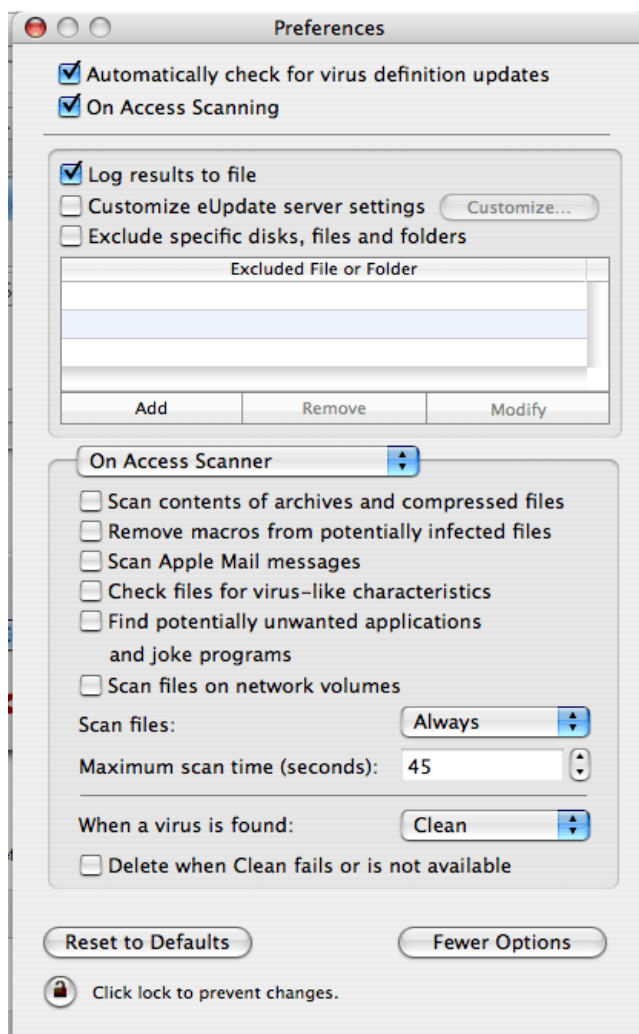 Preferences
Automatically check for virus definition updates
On Access Scanning
Log results to file
Customize eUpdate server settings Customize...
Exclude specific disks, files and folders
Excluded File or Folder
Add Remove Modify
On Access Scanner
Scan contents of archives and compressed files
Remove macros from potentially infected files
Scan Apple Mail messages
Check files for virus-like characteristics
Find potentially unwanted applications
and joke programs
Scan files on network volumes
Scan files: Always
Maximum scan time (seconds): 45
When a virus is found: Clean
Delete when Clean fails or is not available
Reset to Defaults Fewer Options
Click lock to prevent changes.